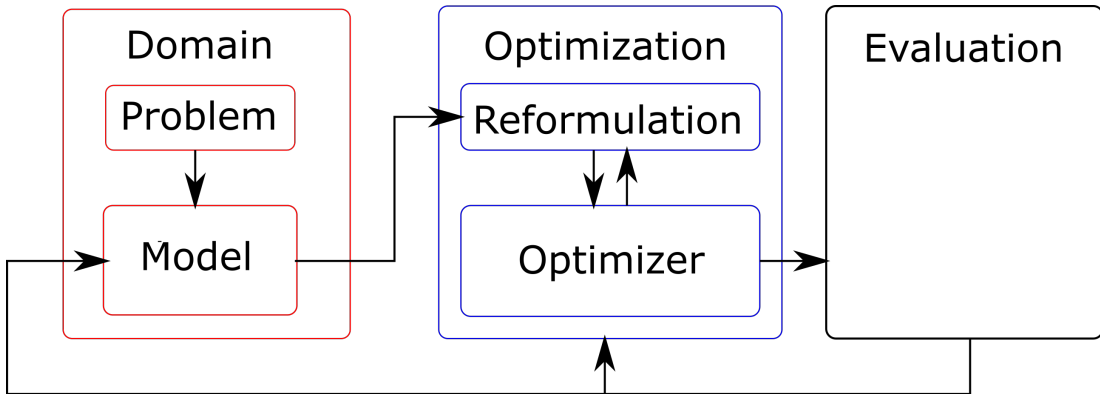 Domain
Problem
Model
Optimization
Reformulation
Optimizer
Evaluation